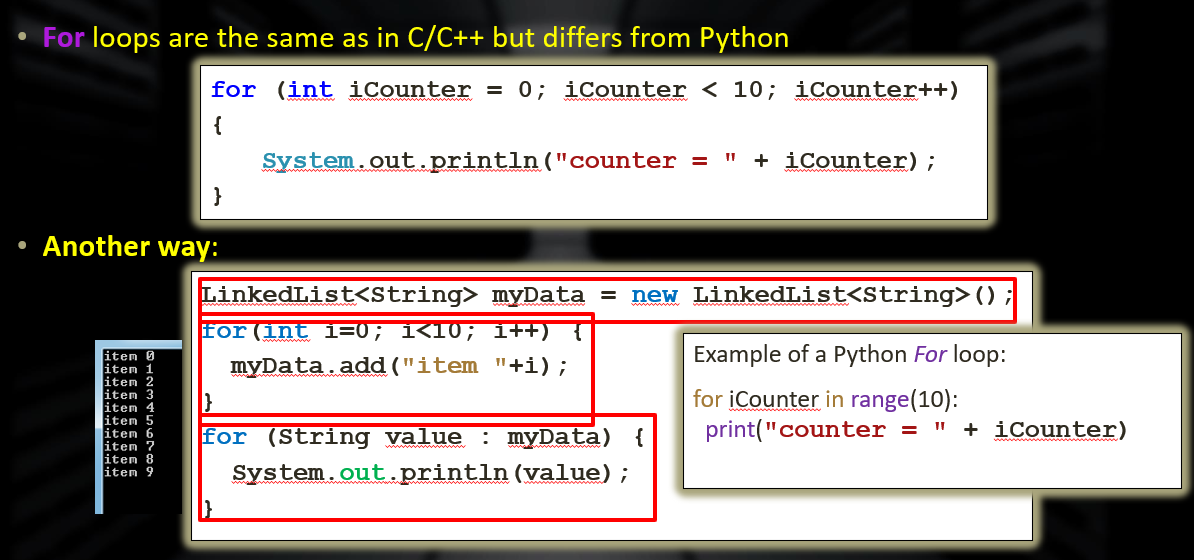 • For loops are the same as in C/C++ but differs from Python
for (int iCounter = 0; iCounter < 10; iCounter++)
{
System.out.println("counter = " + iCounter);
}
• Another way:
LinkedList<String> myData = new LinkedList<String>();
for(int i=0; i<10; i++) {
myData.add("item "+i);
}
for (String value : myData) {
System.out.println(value);
}
item 0
item 1
item 2
item 3
item 4
item 5
item 6
item 7
item 8
item 9
Example of a Python For loop:
for iCounter in range(10):
print("counter = " + iCounter)